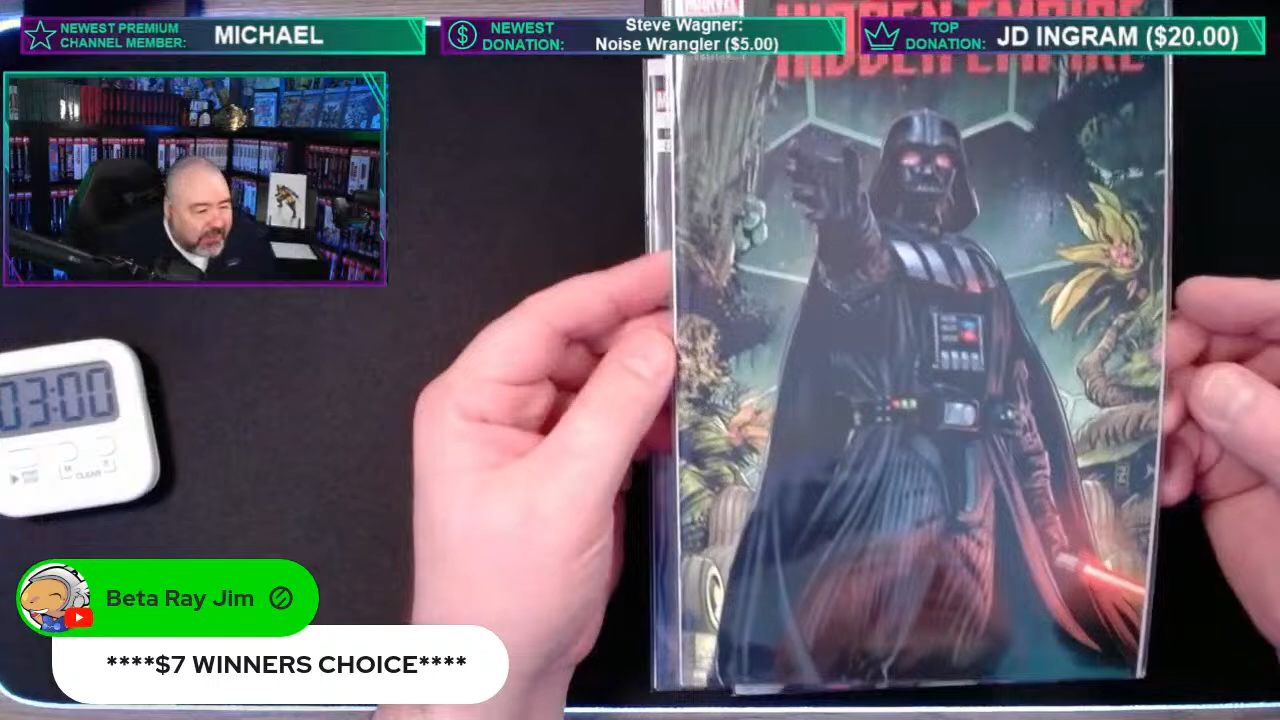 NEWEST PREMIUM
CHANNEL MEMBER:
MICHAEL
NEWEST
DONATION:
Steve Wagner:
Noise Wrangler ($5.00)
TOP
DONATION:
JD INGRAM ($20.00)
HIDDEN EMPIRE
03:00
CLEAR
Beta Ray Jim
****$7 WINNERS CHOICE****